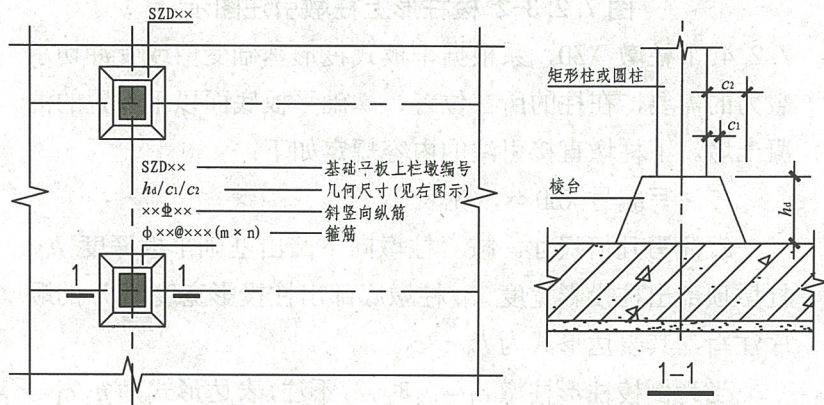 SZD××
SZD×× 基础平板上柱墩编号
hd/c1/c2 几何尺寸(见右图示)
××⏀×× 斜竖向纵筋
ϕ××@×××(m×n) 箍筋
1 1
矩形柱或圆柱
c2
c1
棱台
hd
1-1